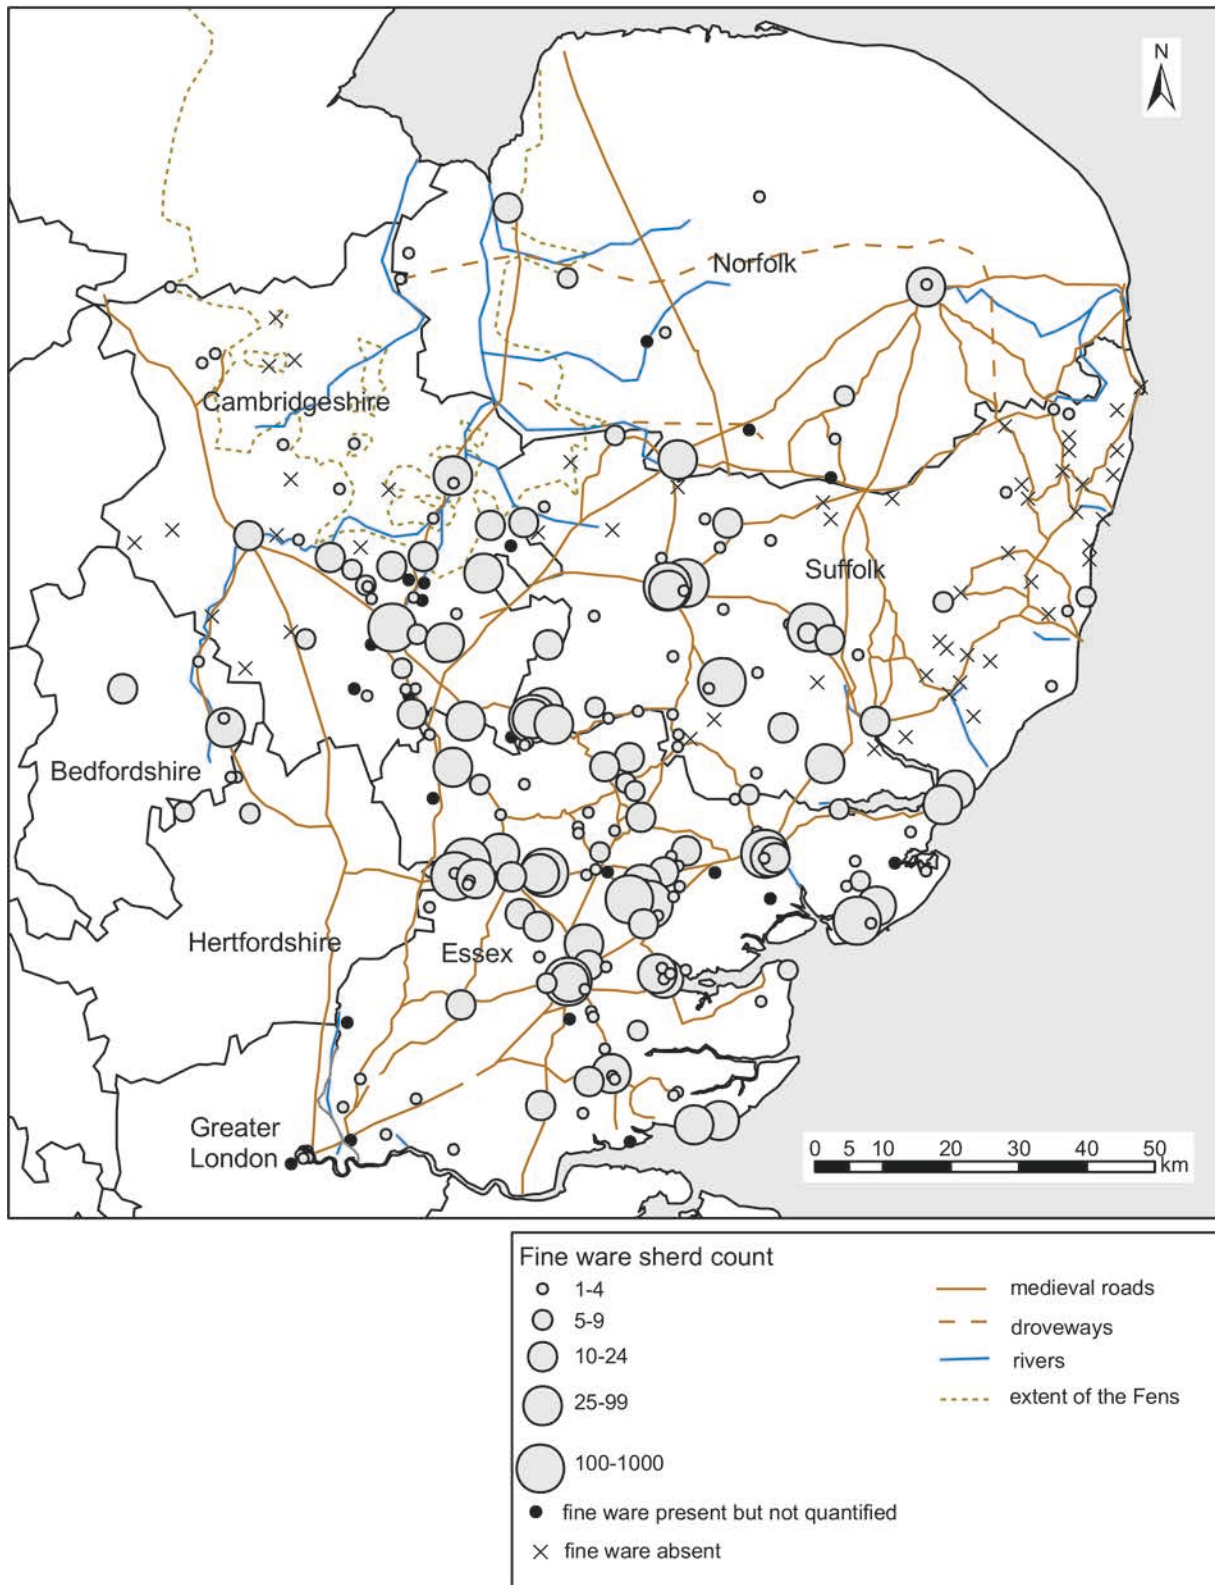 N
Norfolk
Cambridgeshire
Suffolk
Bedfordshire
Hertfordshire
Essex
Greater
London
0 5 10 20 30 40 50
km
Fine ware sherd count
1-4
5-9
10-24
25-99
100-1000
fine ware present but not quantified
fine ware absent
medieval roads
droveways
rivers
extent of the Fens